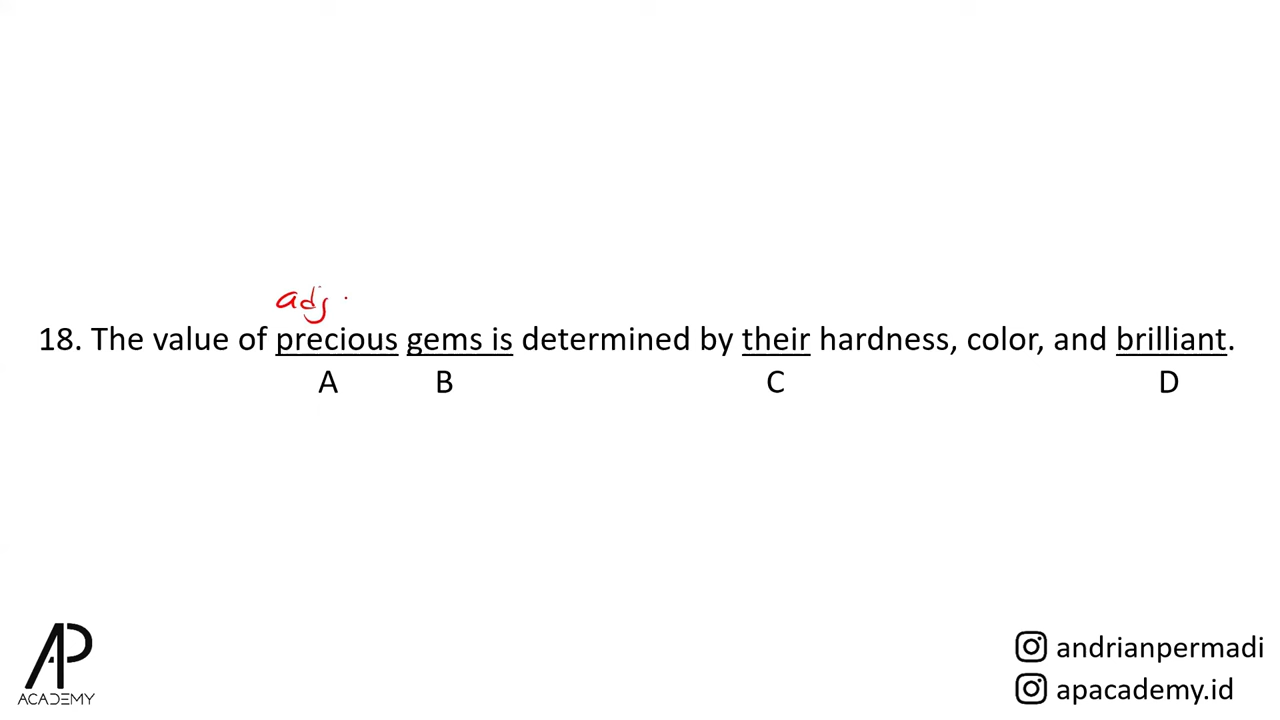 adj.
18. The value of precious gems is determined by their hardness, color, and brilliant.
A B C D
AP
ACADEMY
andrianpermadi
apacademy.id